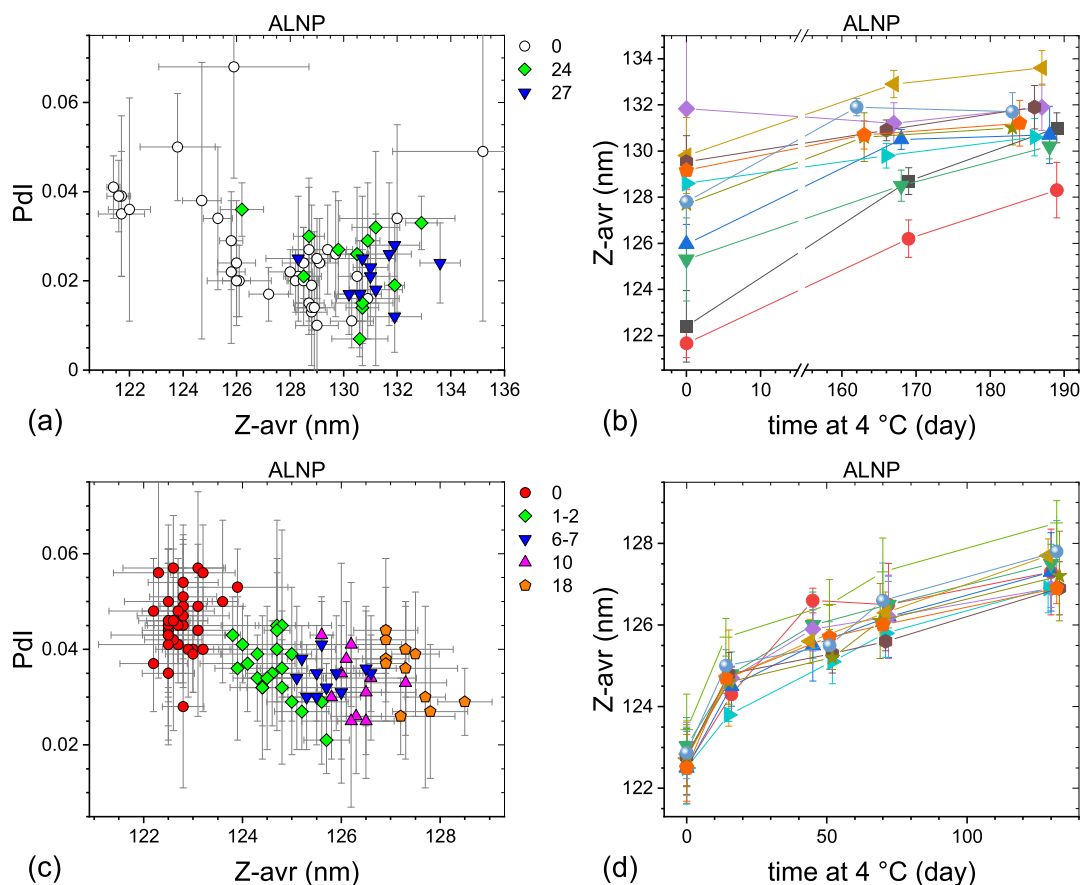 ALNP
0
24
27
0.06
0.04
0.02
0
PdI
122
124
126
128
130
132
134
136
(a)
Z-avr (nm)
ALNP
134
132
130
128
126
124
122
Z-avr (nm)
0
10
160
170
180
190
(b)
time at 4 °C (day)
ALNP
0
1-2
6-7
10
18
0.06
0.04
0.02
PdI
122
124
126
128
(c)
Z-avr (nm)
ALNP
128
126
124
122
Z-avr (nm)
0
50
100
(d)
time at 4 °C (day)